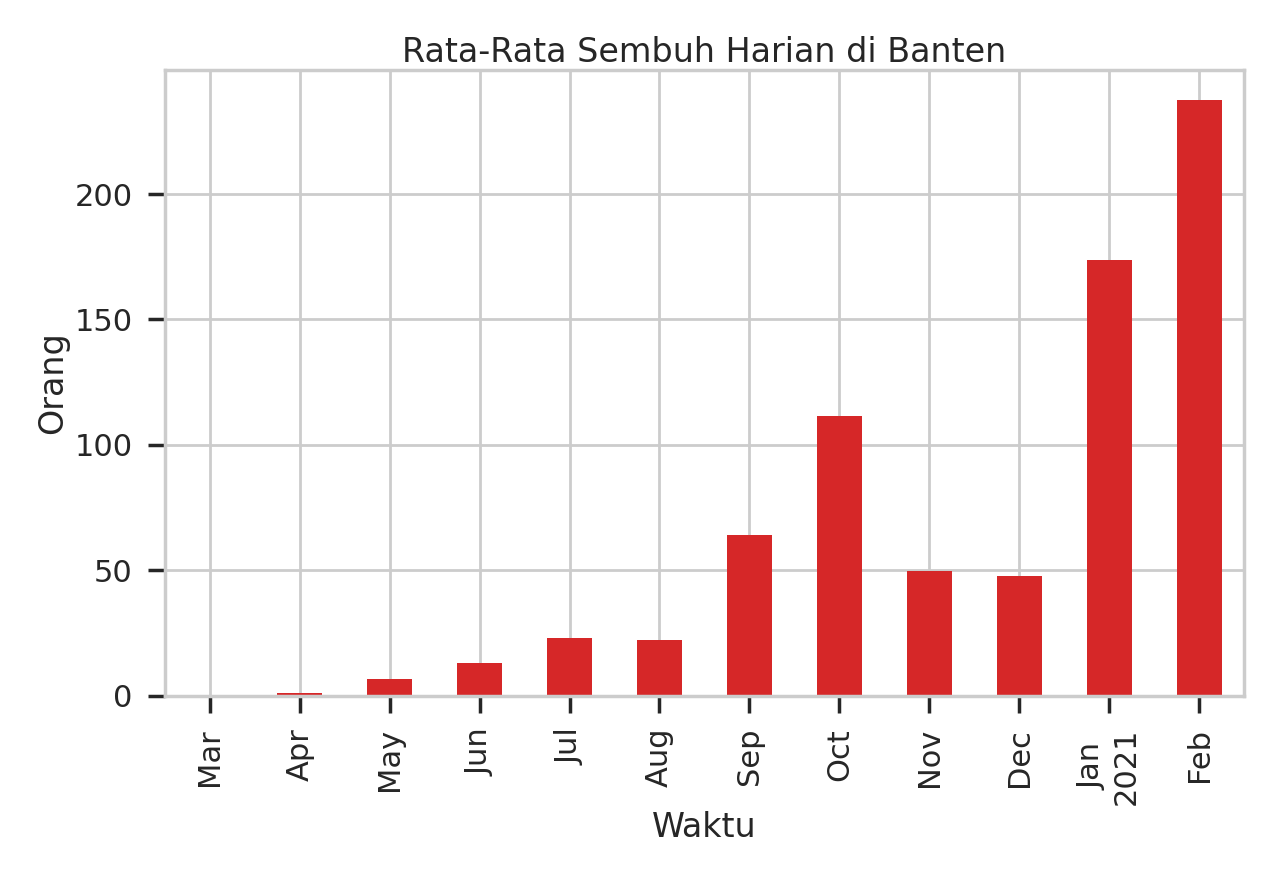 Rata-Rata Sembuh Harian di Banten
Orang
200
150
100
50
0
Mar
Apr
May
Jun
Jul
Aug
Sep
Oct
Nov
Dec
Jan
2021
Feb
Waktu